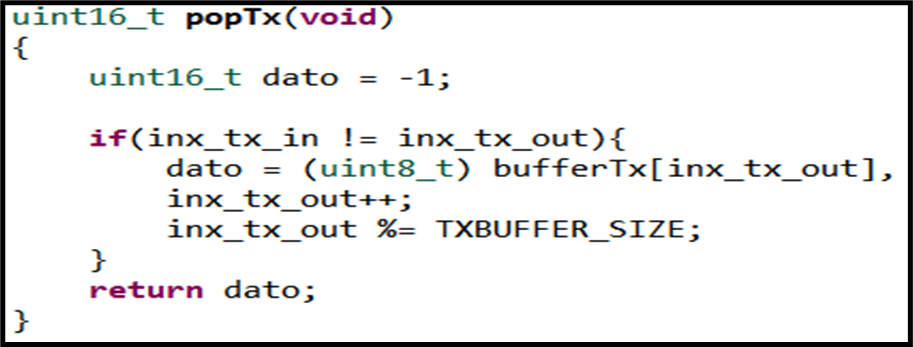 uint16_t popTx(void)
{
    uint16_t dato = -1;

    if(inx_tx_in != inx_tx_out){
        dato = (uint8_t) bufferTx[inx_tx_out],
        inx_tx_out++;
        inx_tx_out %= TXBUFFER_SIZE;
    }
    return dato;
}